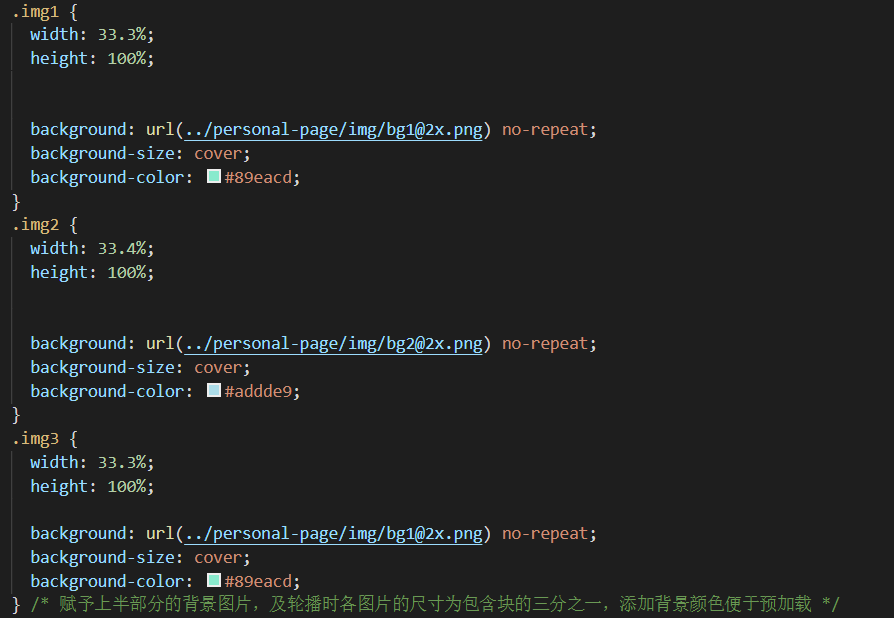 .img1 {
width: 33.3%;
height: 100%;
background: url(../personal-page/img/bg1@2x.png) no-repeat;
background-size: cover;
background-color: #89eacd;
}
.img2 {
width: 33.4%;
height: 100%;
background: url(../personal-page/img/bg2@2x.png) no-repeat;
background-size: cover;
background-color: #addde9;
}
.img3 {
width: 33.3%;
height: 100%;
background: url(../personal-page/img/bg1@2x.png) no-repeat;
background-size: cover;
background-color: #89eacd;
} /* 赋予上半部分的背景图片，及轮播时各图片的尺寸为包含块的三分之一，添加背景颜色便于预加载 */